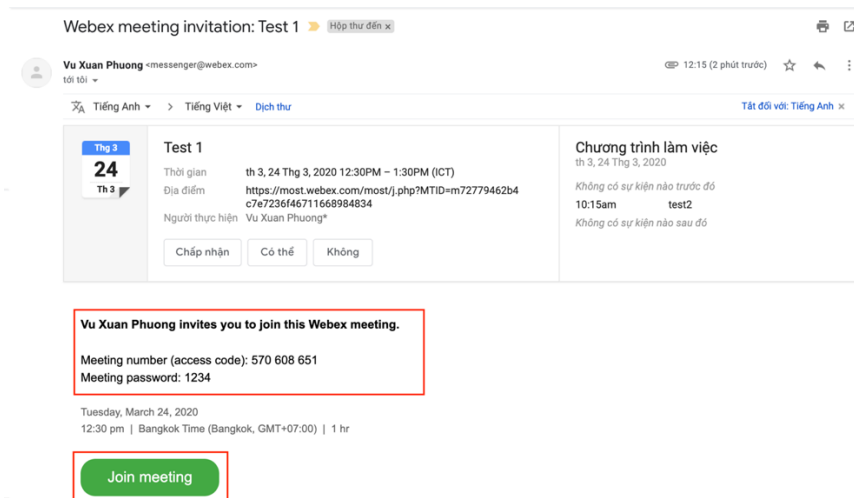 Webex meeting invitation: Test 1 Hộp thư đến x
Vu Xuan Phuong <messenger@webex.com> 12:15 (2 phút trước)
tới tôi
Tiếng Anh > Tiếng Việt Dịch thư Tắt đối với: Tiếng Anh x
Thg 3
24
Th 3
Test 1
Thời gian th 3, 24 Thg 3, 2020 12:30PM – 1:30PM (ICT)
Địa điểm https://most.webex.com/most/j.php?MTID=m72779462b4
c7e7236f46711668984834
Người thực hiện Vu Xuan Phuong*
Chấp nhận Có thể Không
Chương trình làm việc
th 3, 24 Thg 3, 2020
Không có sự kiện nào trước đó
10:15am test2
Không có sự kiện nào sau đó
Vu Xuan Phuong invites you to join this Webex meeting.
Meeting number (access code): 570 608 651
Meeting password: 1234
Tuesday, March 24, 2020
12:30 pm | Bangkok Time (Bangkok, GMT+07:00) | 1 hr
Join meeting